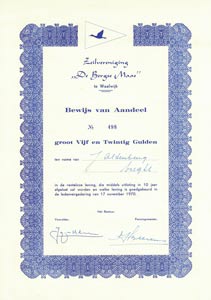 Zeilvereniging
„De Bergse Maas"
te Waalwijk
Bewijs van Aandeel
№ 498
groot Vijf en Twintig Gulden
ten name van
in de renteloze lening, die middels uitloting in 10 jaar
afgelost zal worden en welke lening is goedgekeurd in
de ledenvergadering van 17 november 1970.
Het Bestuur:
Voorzitter, Penningmeester,